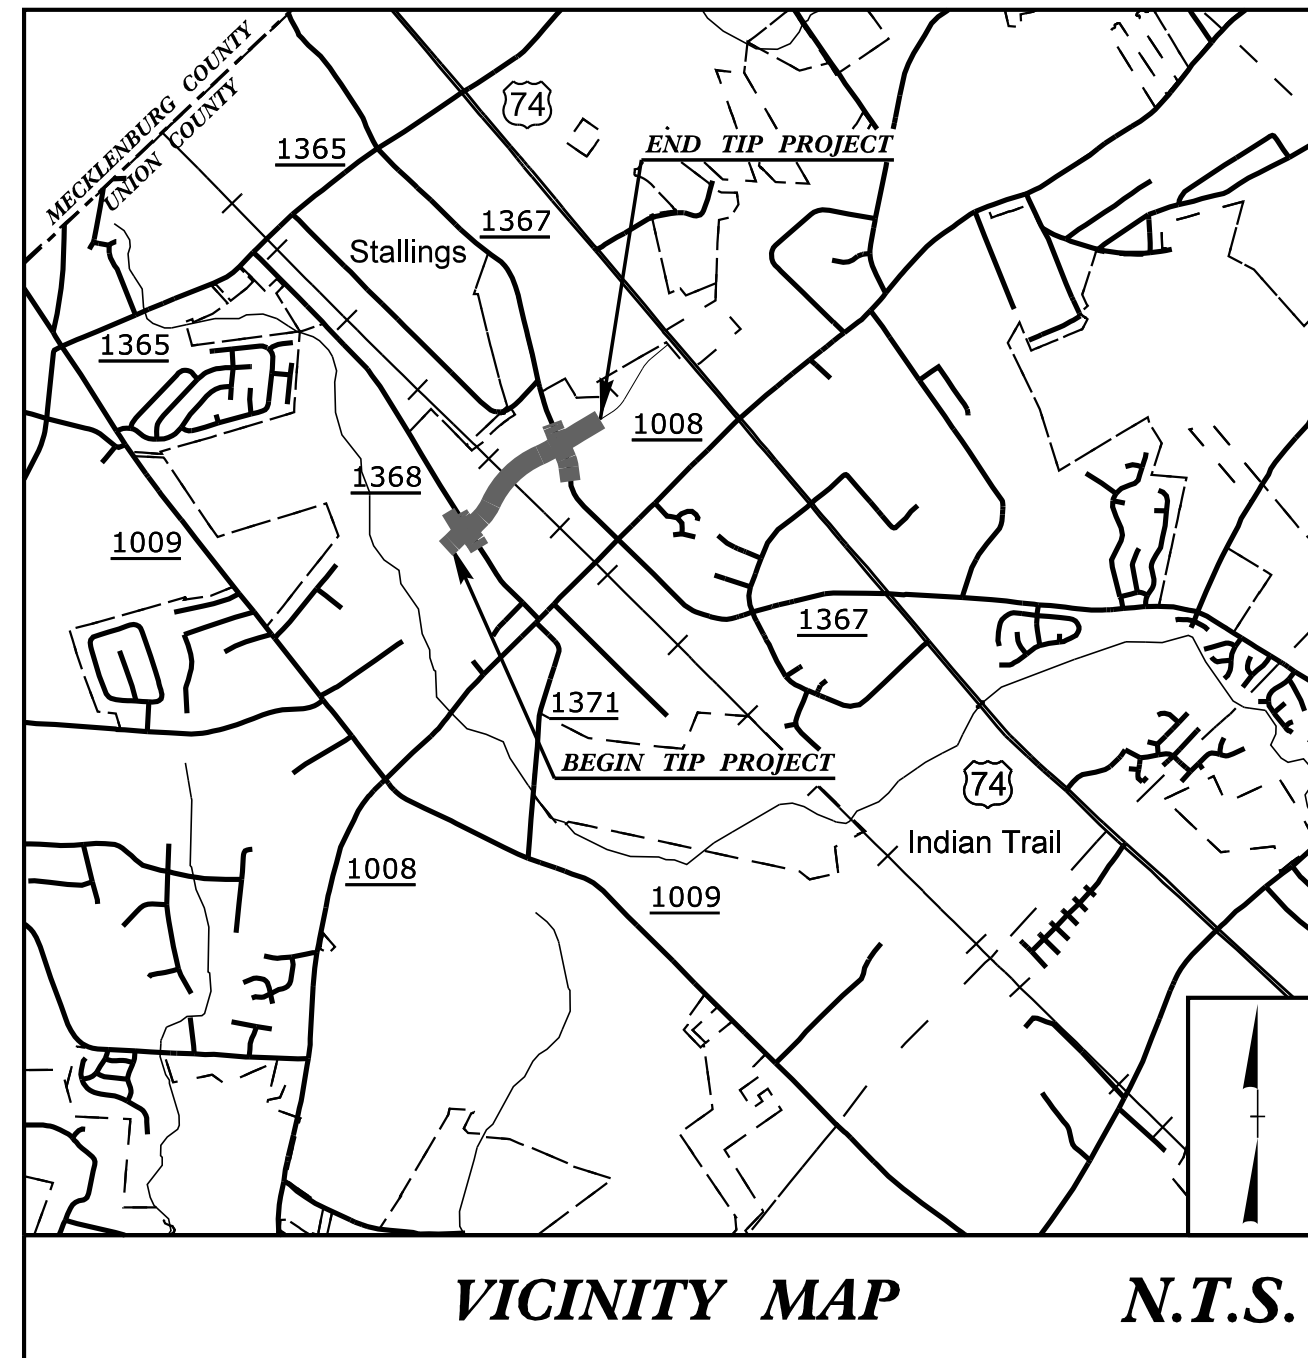 MECKLENBURG COUNTY
UNION COUNTY
74
END TIP PROJECT
1365
1367
Stallings
1365
1008
1368
1009
1367
1371
BEGIN TIP PROJECT
74
Indian Trail
1008
1009
VICINITY MAP
N.T.S.